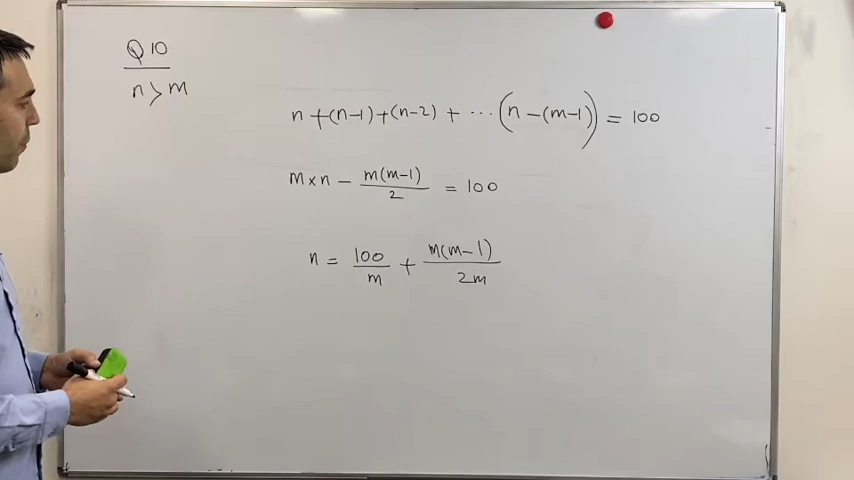 Q10
n > m
n + (n-1) + (n-2) + ... (n - (m-1)) = 100
m × n - m(m-1)/2 = 100
n = 100/m + m(m-1)/2m